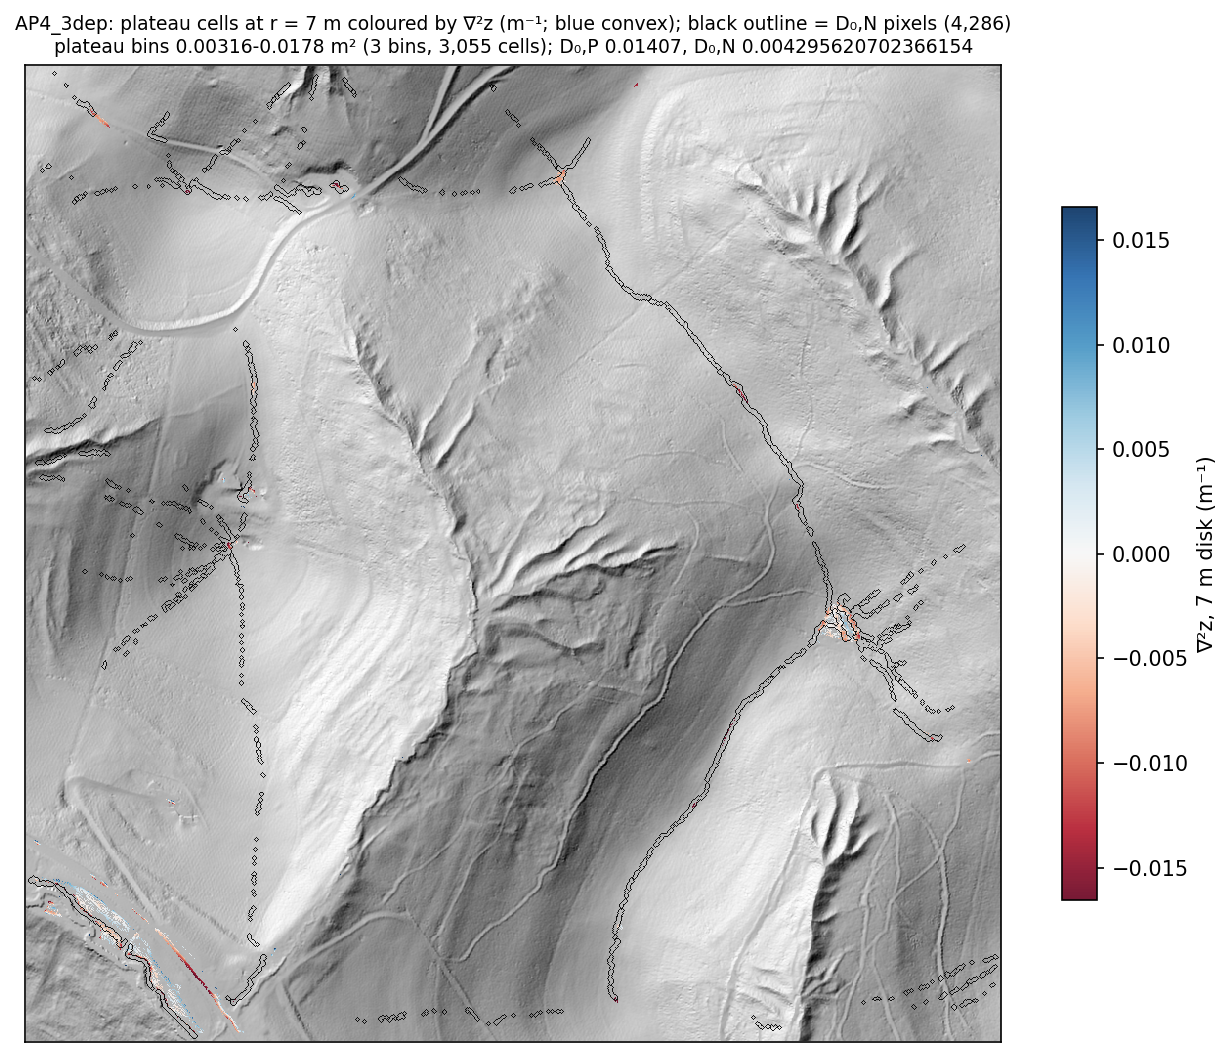 AP4_3dep: plateau cells at r = 7 m coloured by ∇²z (m⁻¹; blue convex); black outline = D₀,N pixels (4,286)
plateau bins 0.00316-0.0178 m² (3 bins, 3,055 cells); D₀,P 0.01407, D₀,N 0.004295620702366154
0.015
0.010
0.005
0.000
−0.005
−0.010
−0.015
∇²z, 7 m disk (m⁻¹)